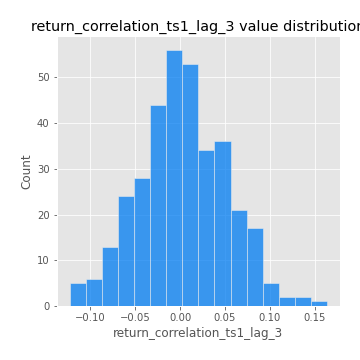 return_correlation_ts1_lag_3 value distribution
50
40
30
20
10
0
Count
−0.10 −0.05 0.00 0.05 0.10 0.15
return_correlation_ts1_lag_3